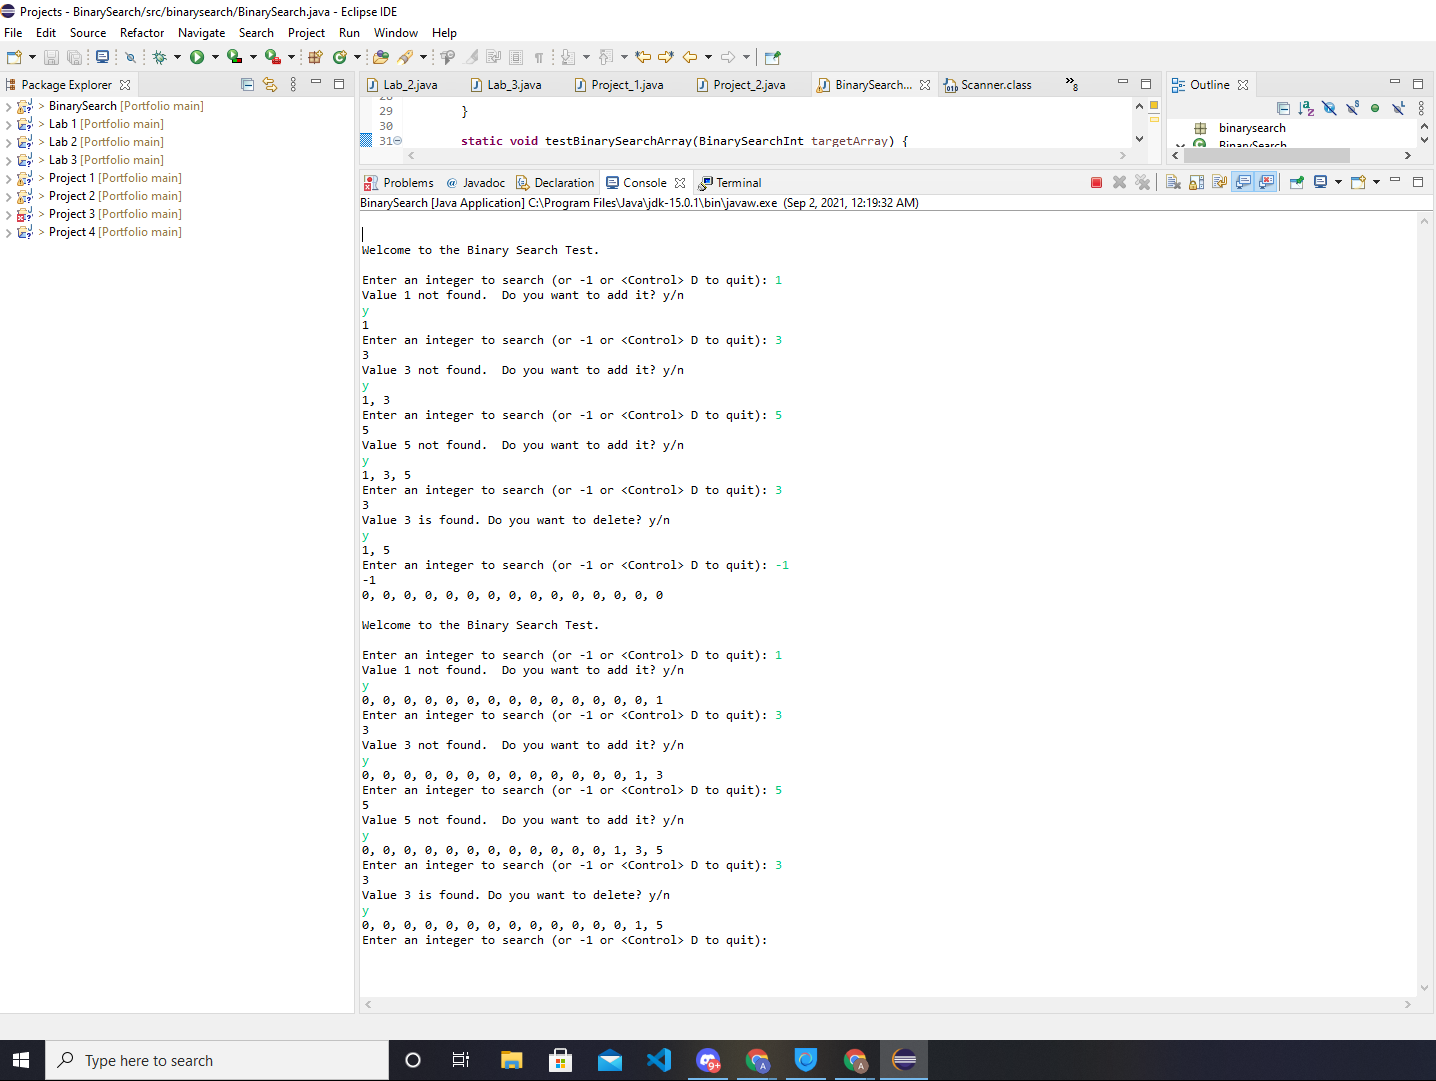 Projects - BinarySearch/src/binarysearch/BinarySearch.java - Eclipse IDE
File Edit Source Refactor Navigate Search Project Run Window Help
Package Explorer
Lab_2.java Lab_3.java Project_1.java Project_2.java BinarySearch... Scanner.class »8
Outline
> BinarySearch [Portfolio main]
> Lab 1 [Portfolio main]
> Lab 2 [Portfolio main]
> Lab 3 [Portfolio main]
> Project 1 [Portfolio main]
> Project 2 [Portfolio main]
> Project 3 [Portfolio main]
> Project 4 [Portfolio main]
28
29 }
30
31 static void testBinarySearchArray(BinarySearchInt targetArray) {
binarysearch
BinarySearch
Problems @ Javadoc Declaration Console Terminal
BinarySearch [Java Application] C:\Program Files\Java\jdk-15.0.1\bin\javaw.exe (Sep 2, 2021, 12:19:32 AM)
Welcome to the Binary Search Test.
Enter an integer to search (or -1 or <Control> D to quit): 1
Value 1 not found.  Do you want to add it? y/n
y
1
Enter an integer to search (or -1 or <Control> D to quit): 3
3
Value 3 not found.  Do you want to add it? y/n
y
1, 3
Enter an integer to search (or -1 or <Control> D to quit): 5
5
Value 5 not found.  Do you want to add it? y/n
y
1, 3, 5
Enter an integer to search (or -1 or <Control> D to quit): 3
3
Value 3 is found. Do you want to delete? y/n
y
1, 5
Enter an integer to search (or -1 or <Control> D to quit): -1
-1
0, 0, 0, 0, 0, 0, 0, 0, 0, 0, 0, 0, 0, 0, 0
Welcome to the Binary Search Test.
Enter an integer to search (or -1 or <Control> D to quit): 1
Value 1 not found.  Do you want to add it? y/n
y
0, 0, 0, 0, 0, 0, 0, 0, 0, 0, 0, 0, 0, 0, 1
Enter an integer to search (or -1 or <Control> D to quit): 3
3
Value 3 not found.  Do you want to add it? y/n
y
0, 0, 0, 0, 0, 0, 0, 0, 0, 0, 0, 0, 0, 1, 3
Enter an integer to search (or -1 or <Control> D to quit): 5
5
Value 5 not found.  Do you want to add it? y/n
y
0, 0, 0, 0, 0, 0, 0, 0, 0, 0, 0, 0, 1, 3, 5
Enter an integer to search (or -1 or <Control> D to quit): 3
3
Value 3 is found. Do you want to delete? y/n
y
0, 0, 0, 0, 0, 0, 0, 0, 0, 0, 0, 0, 0, 1, 5
Enter an integer to search (or -1 or <Control> D to quit):
Type here to search
9+
A
A